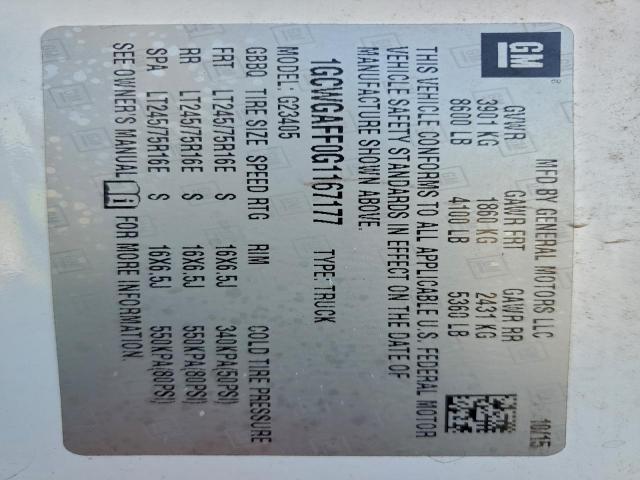 GM ®
MFD BY GENERAL MOTORS LLC 10/15
GVWR GAWR FRT GAWR RR
3901 KG 1860 KG 2431 KG
8600 LB 4100 LB 5360 LB
THIS VEHICLE CONFORMS TO ALL APPLICABLE U.S. FEDERAL MOTOR
VEHICLE SAFETY STANDARDS IN EFFECT ON THE DATE OF
MANUFACTURE SHOWN ABOVE.
1GCWGAFF0G1167177 TYPE: TRUCK
MODEL: G23405
GBBQ TIRE SIZE SPEED RTG RIM COLD TIRE PRESSURE
FRT LT245/75R16E S 16X6.5J 340KPA(50PSI)
RR LT245/75R16E S 16X6.5J 550KPA(80PSI)
SPA LT245/75R16E S 16X6.5J 550KPA(80PSI)
SEE OWNER'S MANUAL FOR MORE INFORMATION